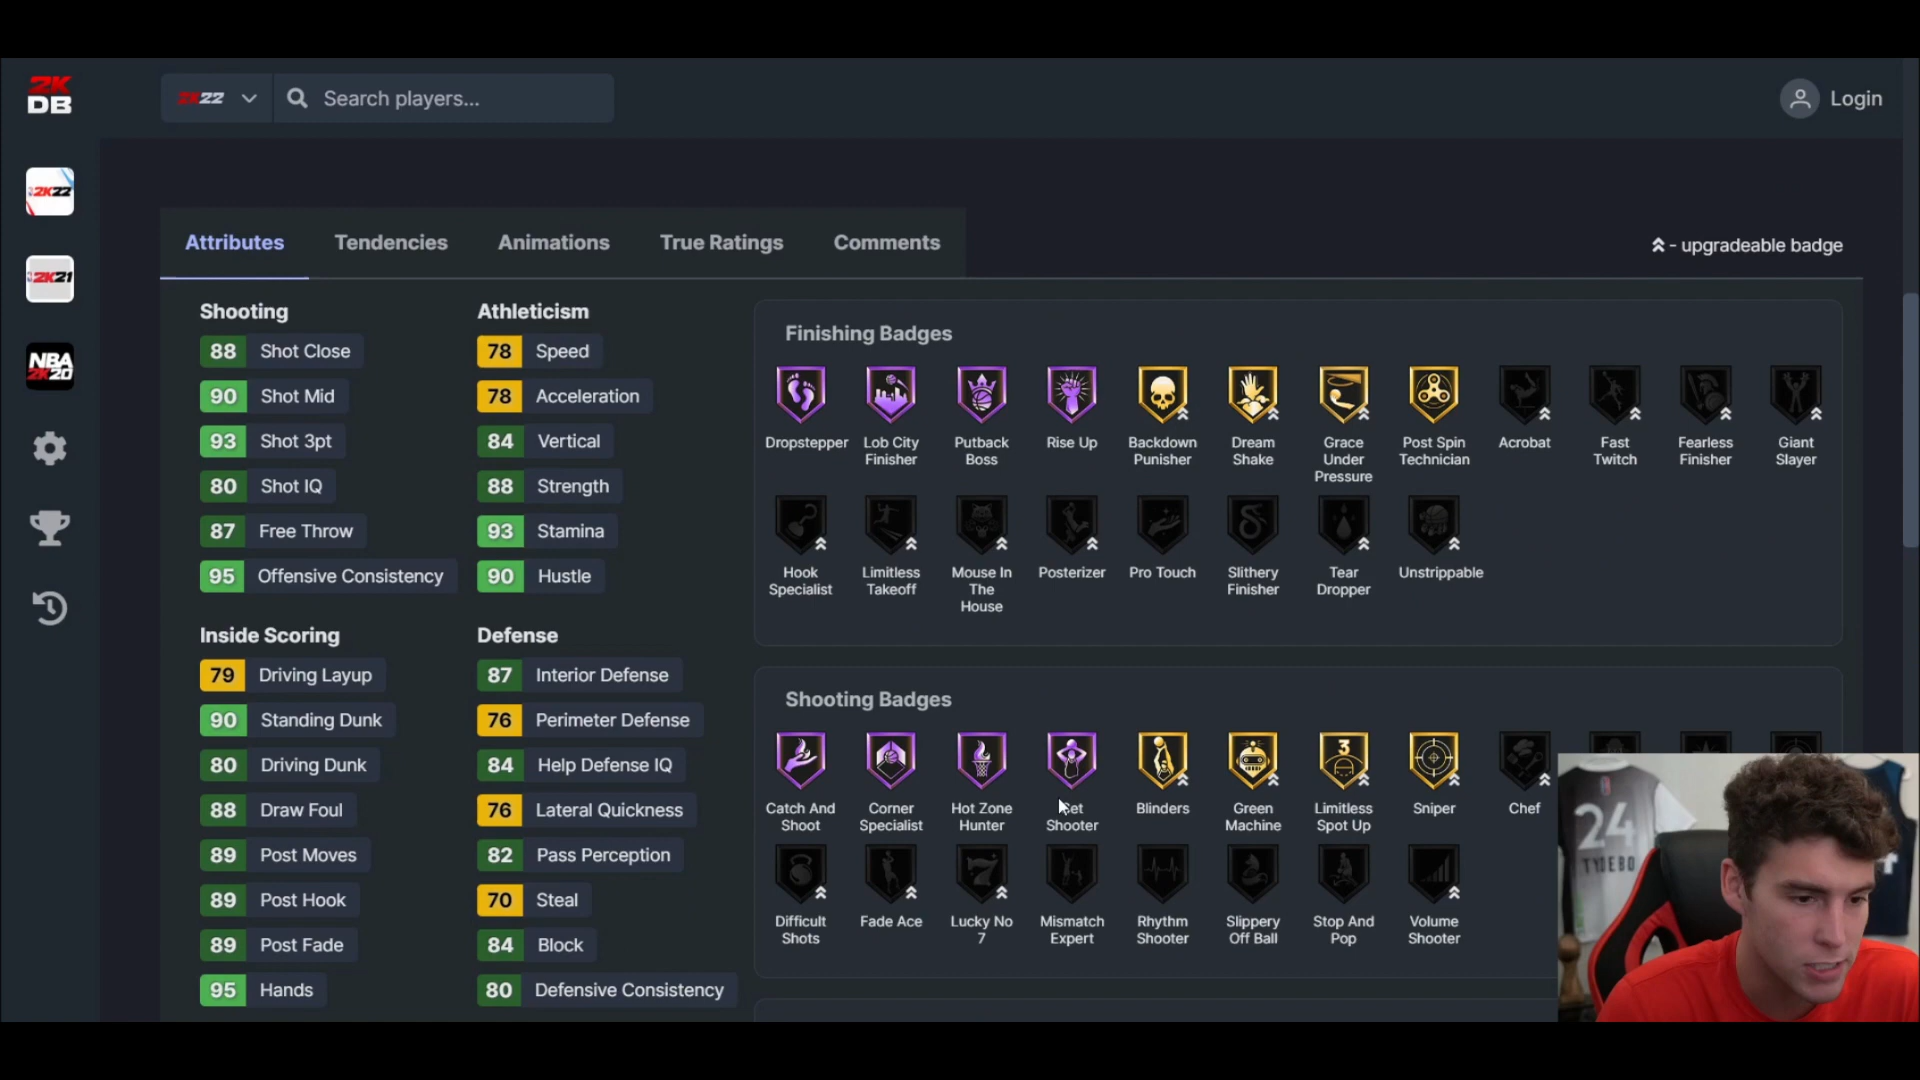 2K
DB
2K22
Search players...
Login
2K22
2K21
NBA
2K20
Attributes
Tendencies
Animations
True Ratings
Comments
- upgradeable badge
Shooting
88 Shot Close
90 Shot Mid
93 Shot 3pt
80 Shot IQ
87 Free Throw
95 Offensive Consistency
Athleticism
78 Speed
78 Acceleration
84 Vertical
88 Strength
93 Stamina
90 Hustle
Inside Scoring
79 Driving Layup
90 Standing Dunk
80 Driving Dunk
88 Draw Foul
89 Post Moves
89 Post Hook
89 Post Fade
95 Hands
Defense
87 Interior Defense
76 Perimeter Defense
84 Help Defense IQ
76 Lateral Quickness
82 Pass Perception
70 Steal
84 Block
80 Defensive Consistency
Finishing Badges
Dropstepper
Lob City
Finisher
Putback
Boss
Rise Up
Backdown
Punisher
Dream
Shake
Grace
Under
Pressure
Post Spin
Technician
Acrobat
Fast
Twitch
Fearless
Finisher
Giant
Slayer
Hook
Specialist
Limitless
Takeoff
Mouse In
The
House
Posterizer
Pro Touch
Slithery
Finisher
Tear
Dropper
Unstrippable
Shooting Badges
3
Catch And
Shoot
Corner
Specialist
Hot Zone
Hunter
Set
Shooter
Blinders
Green
Machine
Limitless
Spot Up
Sniper
Chef
Difficult
Shots
Fade Ace
Lucky No
7
Mismatch
Expert
Rhythm
Shooter
Slippery
Off Ball
Stop And
Pop
Volume
Shooter
24